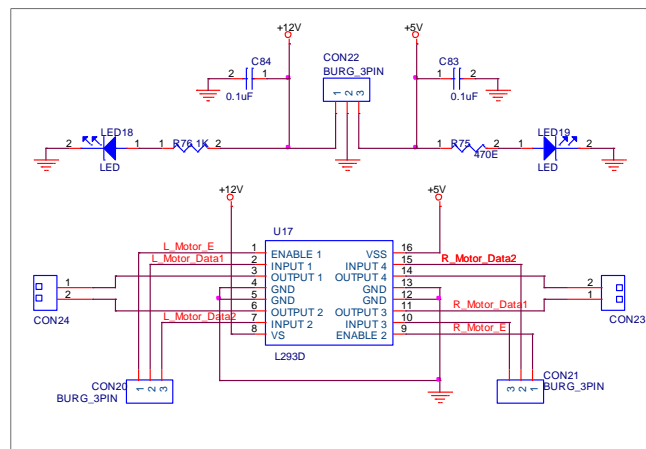 +12V +5V
C84 CON22 C83
2 1 BURG_3PIN 1 2
0.1uF 1 2 3 0.1uF
LED18 R76 1K R75 LED19
2 1 1 2 1 2 1 2
LED 470E LED
+12V +5V
U17
L_Motor_E 1 ENABLE 1 VSS 16
L_Motor_Data1 2 INPUT 1 INPUT 4 15 R_Motor_Data2
1 3 OUTPUT 1 OUTPUT 4 14 2
4 GND GND 13
2 5 GND GND 12 1
6 OUTPUT 2 OUTPUT 3 11 R_Motor_Data1
CON24 L_Motor_Data2 7 INPUT 2 INPUT 3 10 CON23
8 VS ENABLE 2 9 R_Motor_E
L293D
CON20 1 2 3 3 2 1 CON21
BURG_3PIN BURG_3PIN